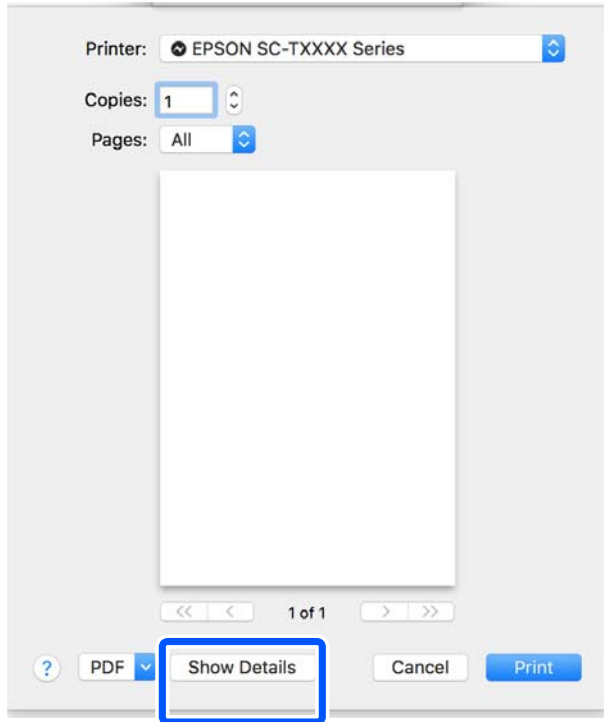 Printer: EPSON SC-TXXXX Series
Copies: 1
Pages: All
<< < 1 of 1 > >>
? PDF Show Details Cancel Print